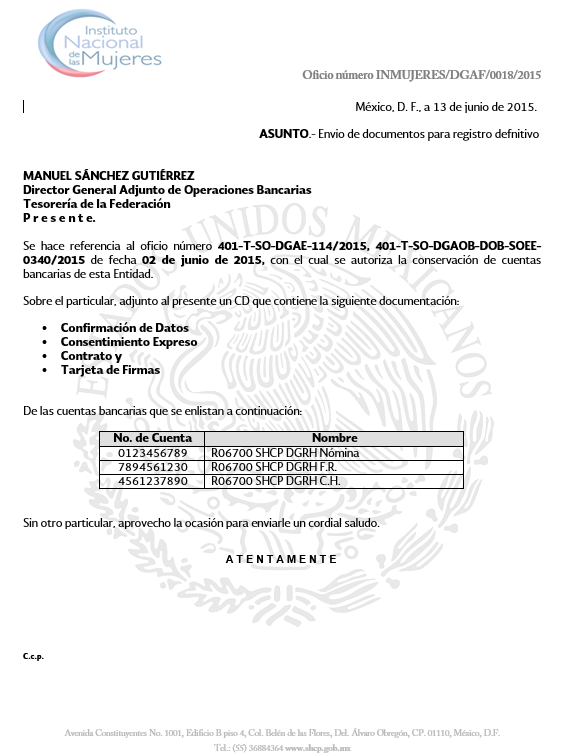 Instituto
Nacional
de las Mujeres
Oficio número INMUJERES/DGAF/0018/2015
México, D. F., a 13 de junio de 2015.
ASUNTO.- Envio de documentos para registro defnitivo
MANUEL SÁNCHEZ GUTIÉRREZ
Director General Adjunto de Operaciones Bancarias
Tesorería de la Federación
P r e s e n t e.
Se hace referencia al oficio número 401-T-SO-DGAE-114/2015, 401-T-SO-DGAOB-DOB-SOEE-
0340/2015 de fecha 02 de junio de 2015, con el cual se autoriza la conservación de cuentas
bancarias de esta Entidad.
Sobre el particular, adjunto al presente un CD que contiene la siguiente documentación:
• Confirmación de Datos
• Consentimiento Expreso
• Contrato y
• Tarjeta de Firmas
De las cuentas bancarias que se enlistan a continuación:
No. de Cuenta Nombre
0123456789 R06700 SHCP DGRH Nómina
7894561230 R06700 SHCP DGRH F.R.
4561237890 R06700 SHCP DGRH C.H.
Sin otro particular, aprovecho la ocasión para enviarle un cordial saludo.
A T E N T A M E N T E
C.c.p.
Avenida Constituyentes No. 1001, Edificio B piso 4, Col. Belén de las Flores, Del. Álvaro Obregón, CP. 01110, México, D.F.
Tel.: (55) 36884364 www.shcp.gob.mx
ESTADOS UNIDOS MEXICANOS